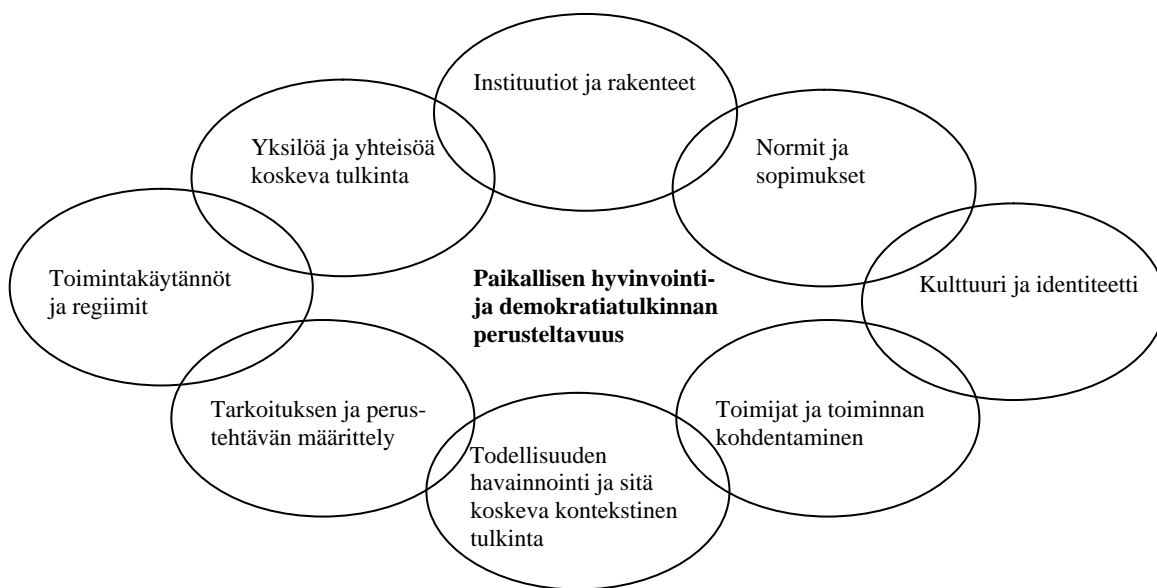 Instituutiot ja rakenteet
Yksilöä ja yhteisöä
koskeva tulkinta
Normit ja
sopimukset
Toimintakäytännöt
ja regiimit
Paikallisen hyvinvointi-
ja demokratiatulkinnan
perusteltavuus
Kulttuuri ja identiteetti
Tarkoituksen ja perus-
tehtävän määrittely
Todellisuuden
havainnointi ja sitä
koskeva kontekstinen
tulkinta
Toimijat ja toiminnan
kohdentaminen